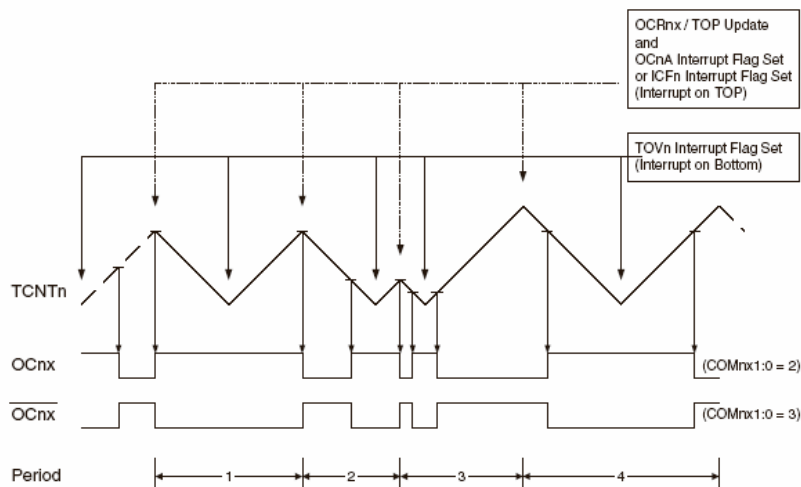 OCRnx / TOP Update
and
OCnA Interrupt Flag Set
or ICFn Interrupt Flag Set
(Interrupt on TOP)
TOVn Interrupt Flag Set
(Interrupt on Bottom)
TCNTn
OCnx
(COMnx1:0 = 2)
OCnx
(COMnx1:0 = 3)
Period
1
2
3
4